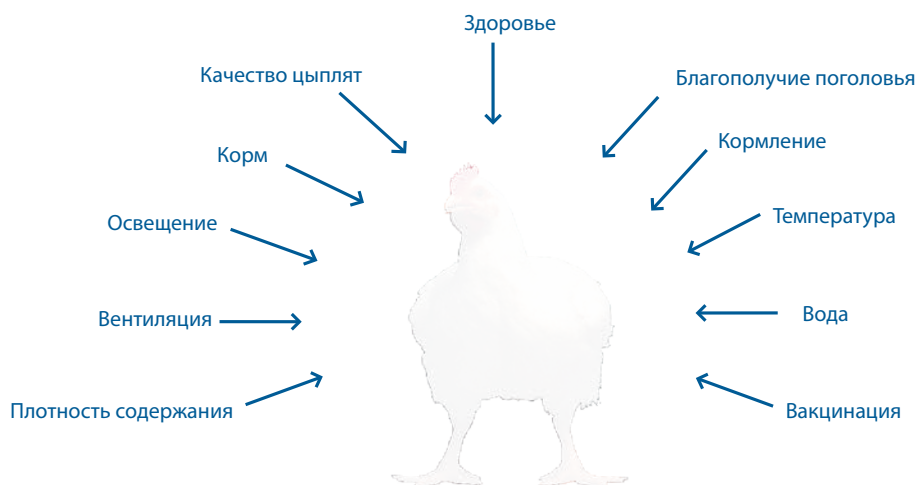 Здоровье
Качество цыплят
Благополучие поголовья
Корм
Кормление
Освещение
Температура
Вентиляция
Вода
Плотность содержания
Вакцинация